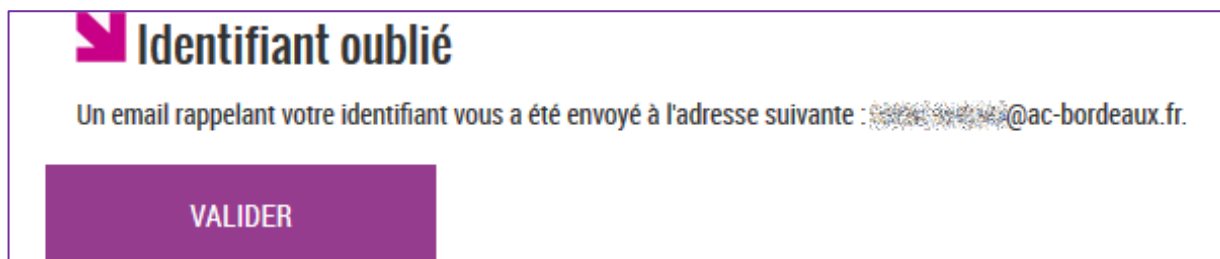 Identifiant oublié
Un email rappelant votre identifiant vous a été envoyé à l'adresse suivante : @ac-bordeaux.fr.
VALIDER